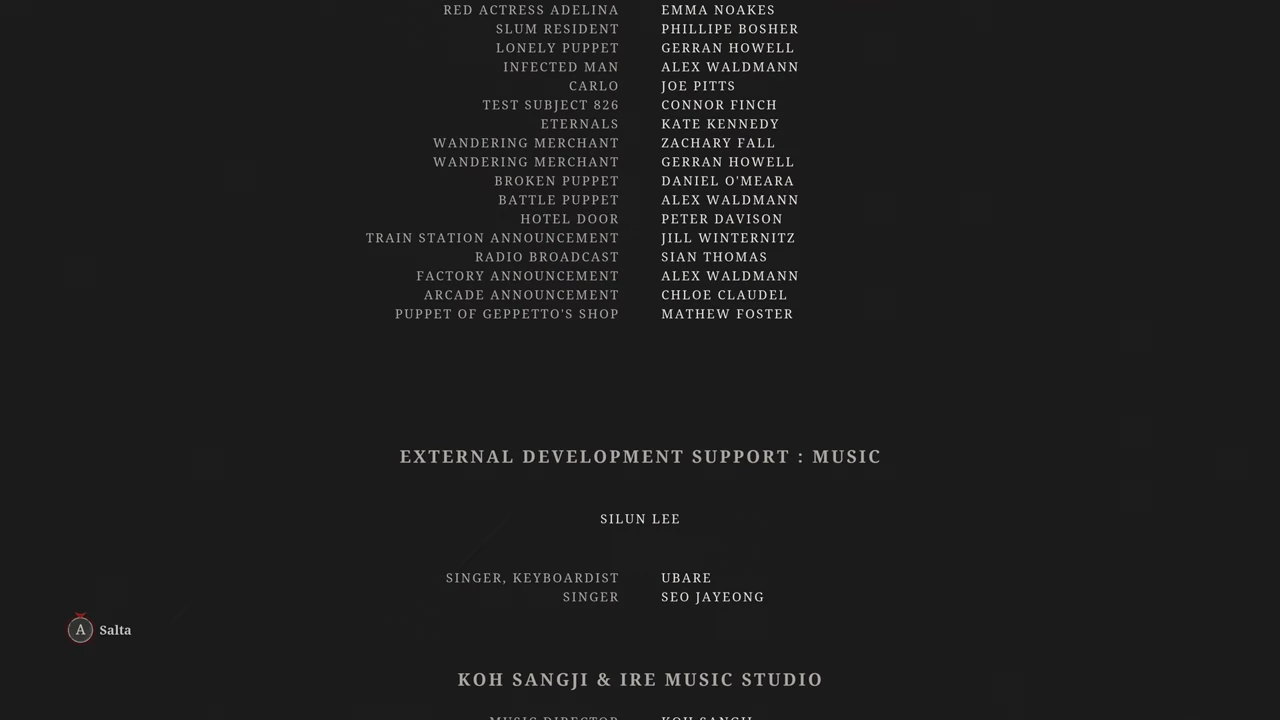 RED ACTRESS ADELINA EMMA NOAKES
SLUM RESIDENT PHILLIPE BOSHER
LONELY PUPPET GERRAN HOWELL
INFECTED MAN ALEX WALDMANN
CARLO JOE PITTS
TEST SUBJECT 826 CONNOR FINCH
ETERNALS KATE KENNEDY
WANDERING MERCHANT ZACHARY FALL
WANDERING MERCHANT GERRAN HOWELL
BROKEN PUPPET DANIEL O'MEARA
BATTLE PUPPET ALEX WALDMANN
HOTEL DOOR PETER DAVISON
TRAIN STATION ANNOUNCEMENT JILL WINTERNITZ
RADIO BROADCAST SIAN THOMAS
FACTORY ANNOUNCEMENT ALEX WALDMANN
ARCADE ANNOUNCEMENT CHLOE CLAUDEL
PUPPET OF GEPPETTO'S SHOP MATHEW FOSTER
EXTERNAL DEVELOPMENT SUPPORT : MUSIC
SILUN LEE
SINGER, KEYBOARDIST UBARE
SINGER SEO JAYEONG
A Salta
KOH SANGJI & IRE MUSIC STUDIO
MUSIC DIRECTOR KOH SANGJI